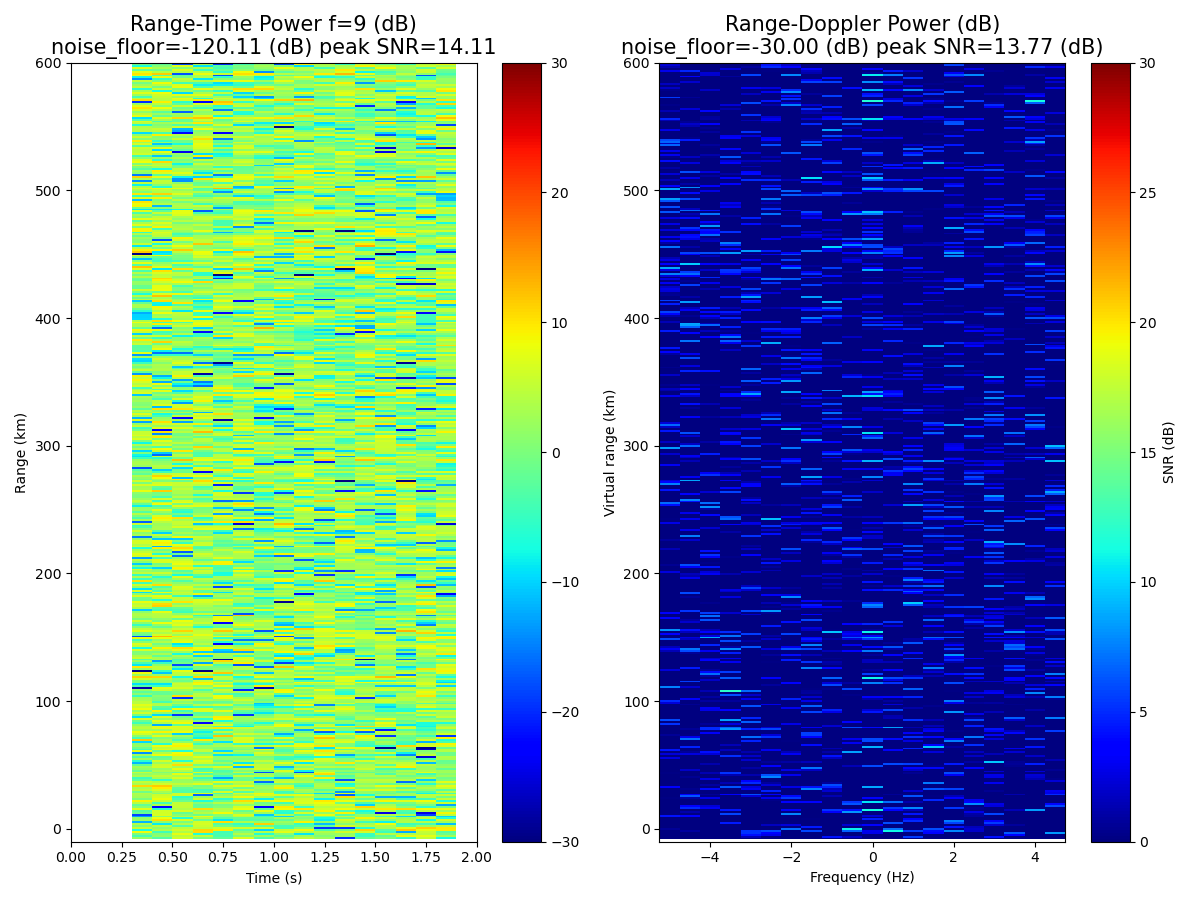 Range-Time Power f=9 (dB)
noise_floor=-120.11 (dB) peak SNR=14.11
600
500
400
300
200
100
0
Range (km)
0.00 0.25 0.50 0.75 1.00 1.25 1.50 1.75 2.00
Time (s)
30
20
10
0
−10
−20
−30
Range-Doppler Power (dB)
noise_floor=-30.00 (dB) peak SNR=13.77 (dB)
600
500
400
300
200
100
0
Virtual range (km)
−4 −2 0 2 4
Frequency (Hz)
30
25
20
15
10
5
0
SNR (dB)